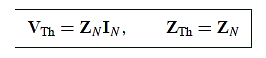 V_Th = Z_N I_N, Z_Th = Z_N